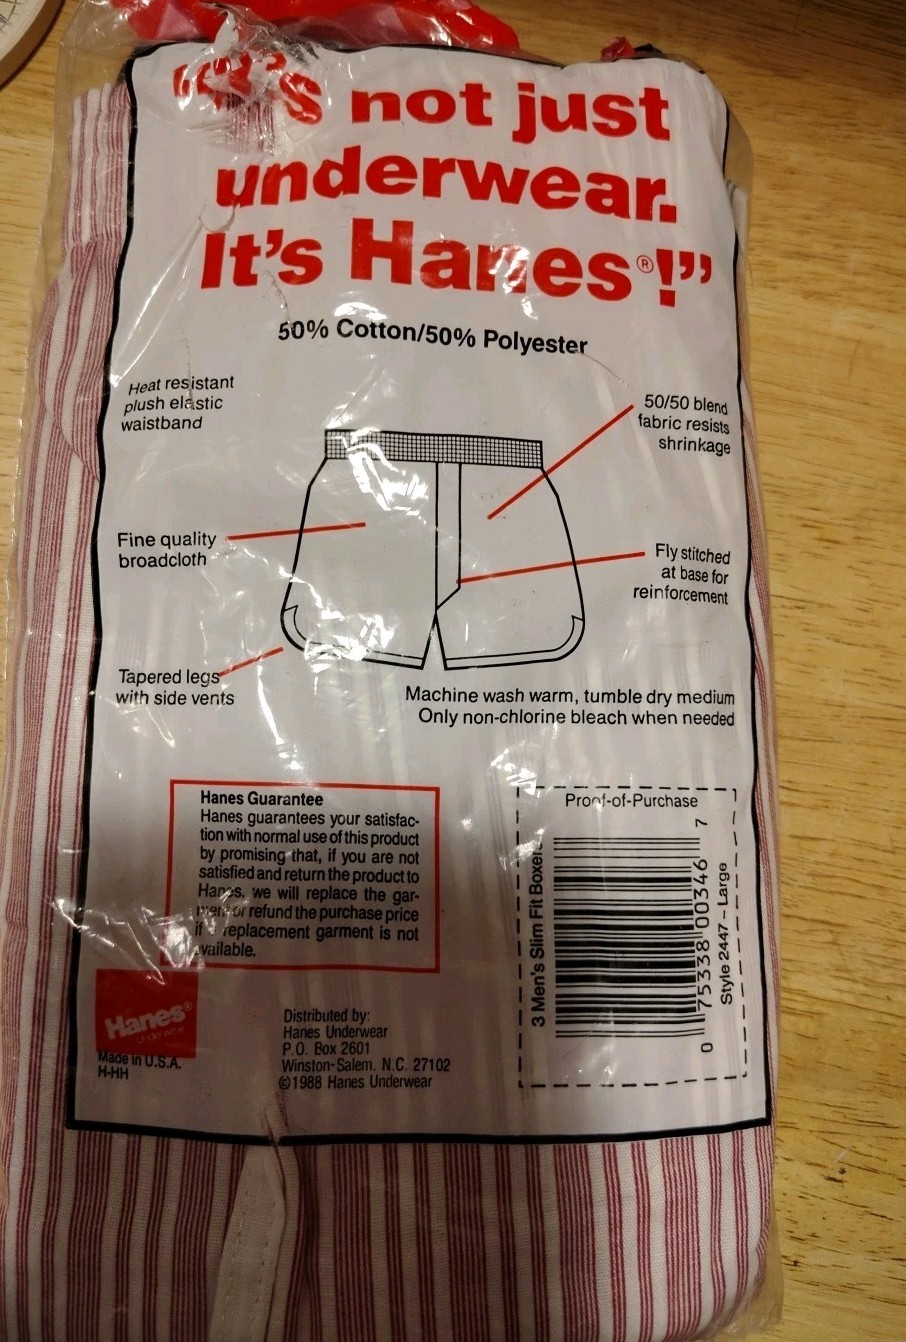 not just
underwear.
It's Hanes®!”
50% Cotton/50% Polyester
Heat resistant
plush elastic
waistband
50/50 blend
fabric resists
shrinkage
Fine quality
broadcloth
Fly stitched
at base for
reinforcement
Tapered legs
with side vents
Machine wash warm, tumble dry medium
Only non-chlorine bleach when needed
Hanes Guarantee
Hanes guarantees your satisfac-
tion with normal use of this product
by promising that, if you are not
satisfied and return the product to
Hanes, we will replace the gar-
ment or refund the purchase price
if replacement garment is not
available.
Proof-of-Purchase
3 Men's Slim Fit Boxers
0 75338 00346 7
Style 2447 – Large
Hanes®
Underwear
Made in U.S.A.
H-HH
Distributed by:
Hanes Underwear
P.O. Box 2601
Winston-Salem, N.C. 27102
©1988 Hanes Underwear